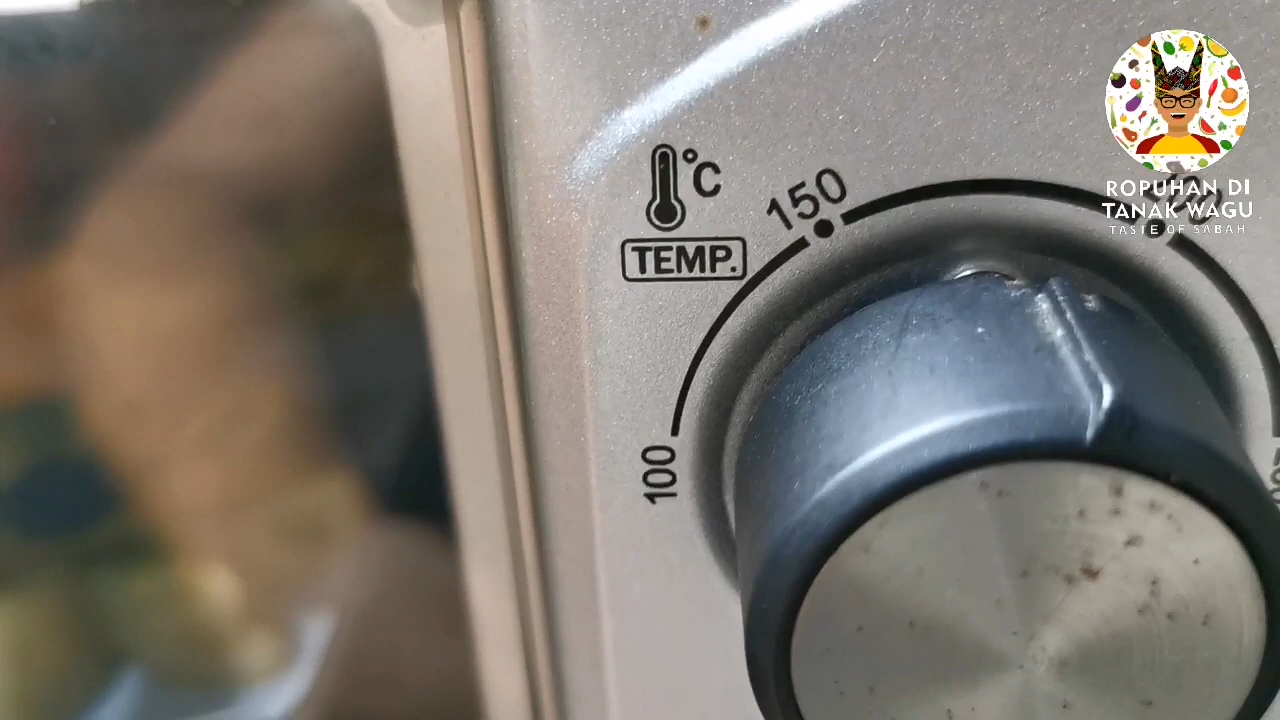 °C
TEMP.
150
100
ROPUHAN DI
TANAK WAGU
TASTE OF SABAH